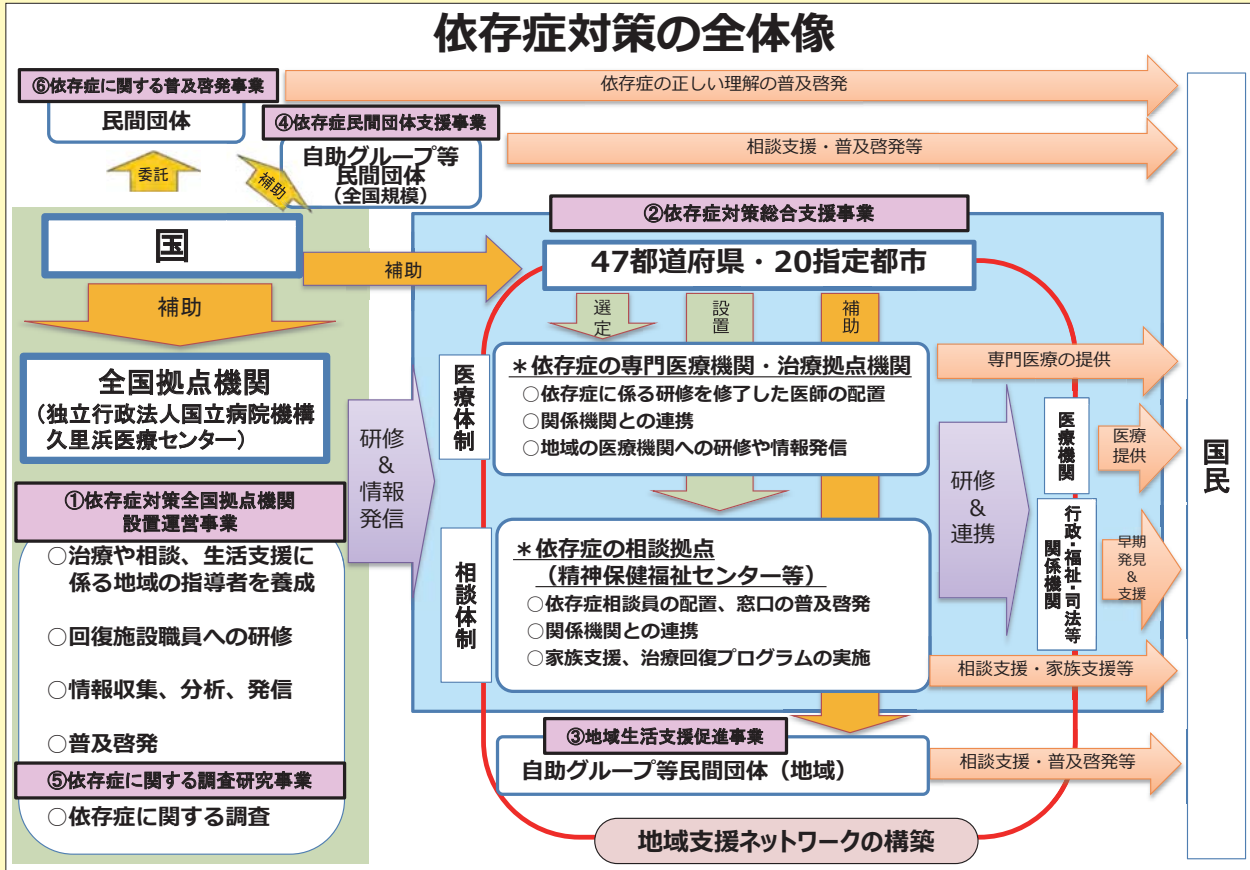 依存症対策の全体像
⑥依存症に関する普及啓発事業
民間団体
依存症の正しい理解の普及啓発
④依存症民間団体支援事業
自助グループ等
民間団体
（全国規模）
相談支援・普及啓発等
委託
補助
国
補助
補助
②依存症対策総合支援事業
47都道府県・20指定都市
選定
設置
補助
全国拠点機関
（独立行政法人国立病院機構
久里浜医療センター）
研修
&
情報
発信
医療体制
＊依存症の専門医療機関・治療拠点機関
○依存症に係る研修を修了した医師の配置
○関係機関との連携
○地域の医療機関への研修や情報発信
専門医療の提供
研修
&
連携
医療機関
医療
提供
国民
①依存症対策全国拠点機関
設置運営事業
○治療や相談、生活支援に
係る地域の指導者を養成
○回復施設職員への研修
○情報収集、分析、発信
○普及啓発
相談体制
＊依存症の相談拠点
（精神保健福祉センター等）
○依存症相談員の配置、窓口の普及啓発
○関係機関との連携
○家族支援、治療回復プログラムの実施
行政・福祉・司法等
関係機関
早期
発見
&
支援
相談支援・家族支援等
⑤依存症に関する調査研究事業
○依存症に関する調査
③地域生活支援促進事業
自助グループ等民間団体（地域）
相談支援・普及啓発等
地域支援ネットワークの構築